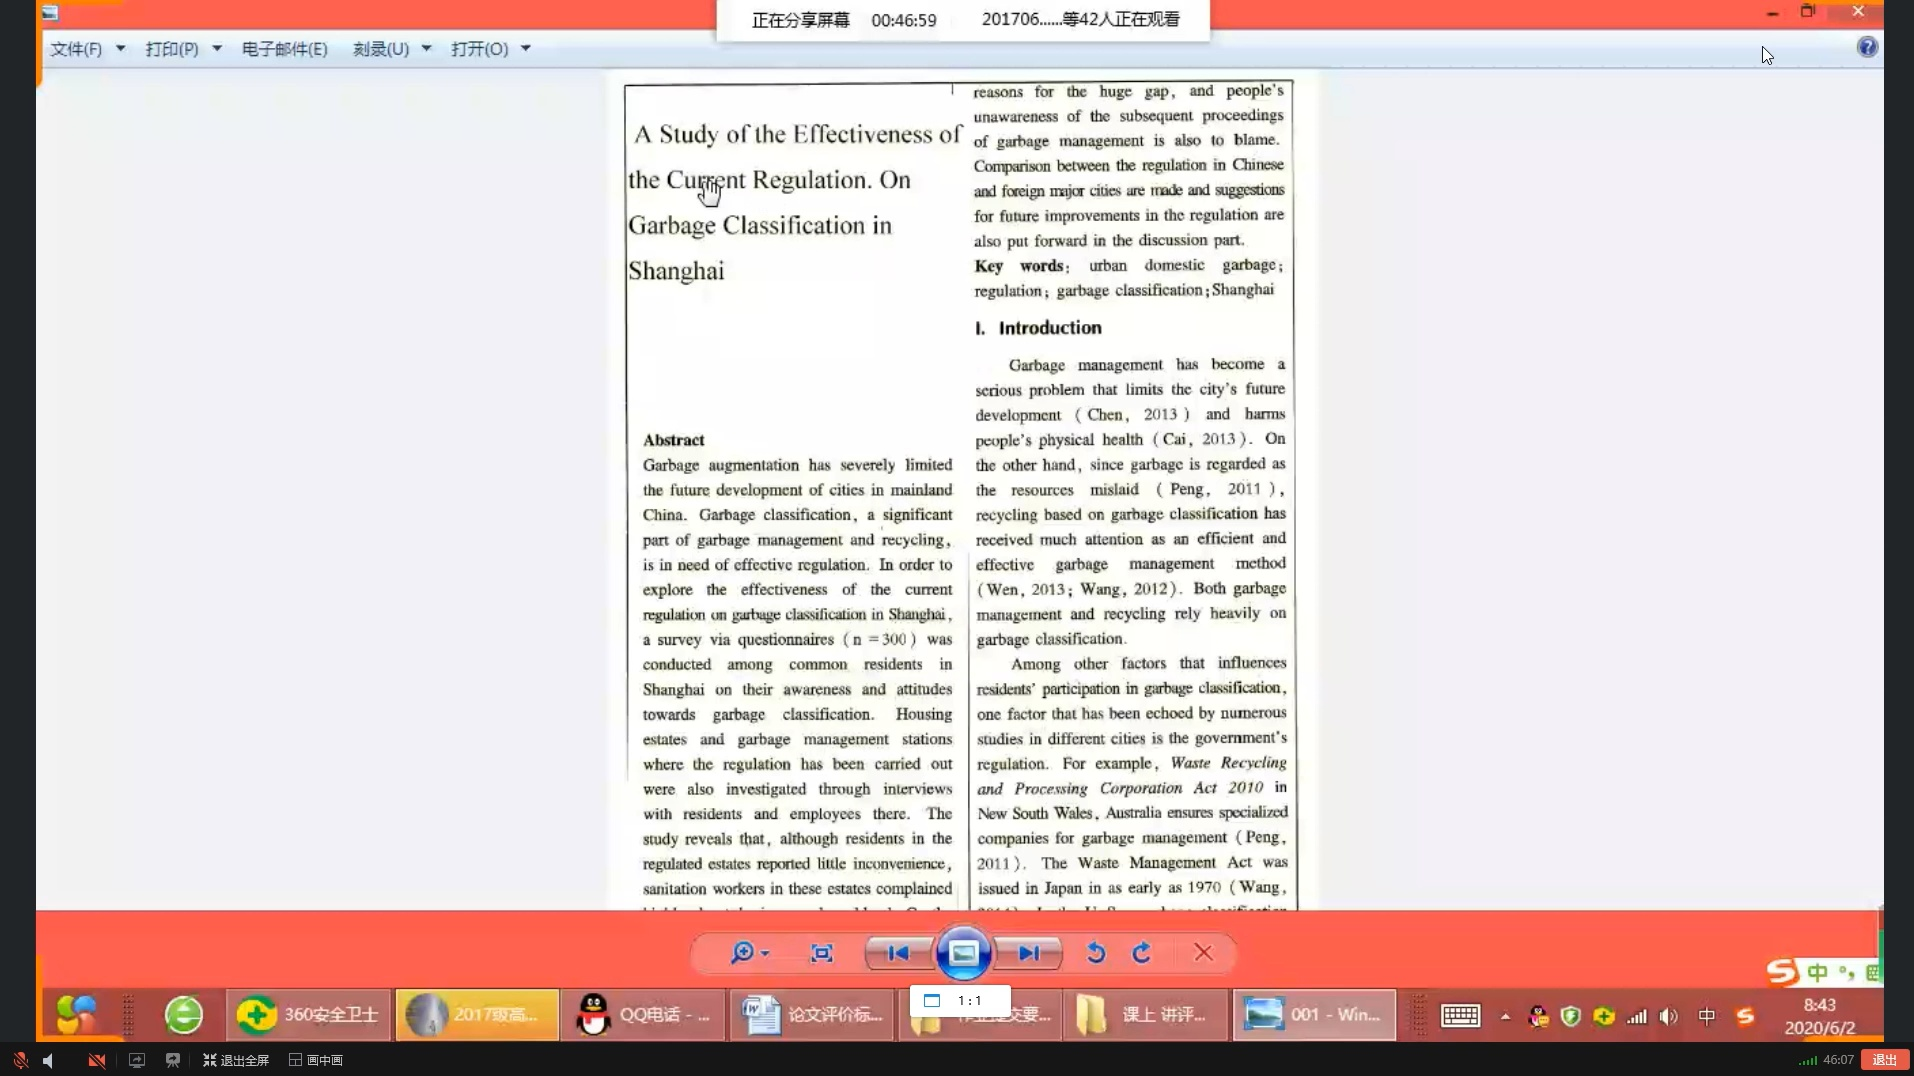 正在分享屏幕 00:46:59 201706......等42人正在观看
文件(F) 打印(P) 电子邮件(E) 刻录(U) 打开(O)
A Study of the Effectiveness of
the Current Regulation. On
Garbage Classification in
Shanghai
Abstract
Garbage augmentation has severely limited
the future development of cities in mainland
China. Garbage classification, a significant
part of garbage management and recycling,
is in need of effective regulation. In order to
explore the effectiveness of the current
regulation on garbage classification in Shanghai,
a survey via questionnaires (n =300) was
conducted among common residents in
Shanghai on their awareness and attitudes
towards garbage classification. Housing
estates and garbage management stations
where the regulation has been carried out
were also investigated through interviews
with residents and employees there. The
study reveals that, although residents in the
regulated estates reported little inconvenience,
sanitation workers in these estates complained
reasons for the huge gap, and people's
unawareness of the subsequent proceedings
of garbage management is also to blame.
Comparison between the regulation in Chinese
and foreign major cities are made and suggestions
for future improvements in the regulation are
also put forward in the discussion part.
Key words: urban domestic garbage;
regulation; garbage classification; Shanghai
I. Introduction
Garbage management has become a
serious problem that limits the city's future
development (Chen, 2013) and harms
people's physical health (Cai, 2013). On
the other hand, since garbage is regarded as
the resources mislaid (Peng, 2011),
recycling based on garbage classification has
received much attention as an efficient and
effective garbage management method
(Wen, 2013; Wang, 2012). Both garbage
management and recycling rely heavily on
garbage classification.
Among other factors that influences
residents' participation in garbage classification,
one factor that has been echoed by numerous
studies in different cities is the government's
regulation. For example, Waste Recycling
and Processing Corporation Act 2010 in
New South Wales, Australia ensures specialized
companies for garbage management (Peng,
2011). The Waste Management Act was
issued in Japan in as early as 1970 (Wang,
中
1:1
360安全卫士 2017级高... QQ电话 - ... 论文评价标... 课上 讲评... 001 - Win... 中
8:43
2020/6/2
退出全屏 画中画 46:07 退出